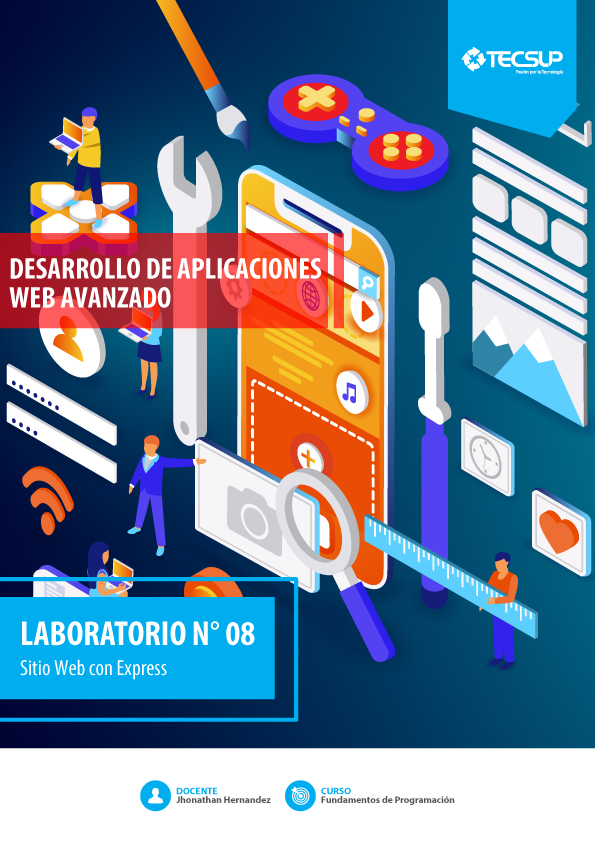 TECSUP
Pasión por la Tecnología
DESARROLLO DE APLICACIONES
WEB AVANZADO
LABORATORIO N° 08
Sitio Web con Express
DOCENTE
Jhonathan Hernandez
CURSO
Fundamentos de Programación